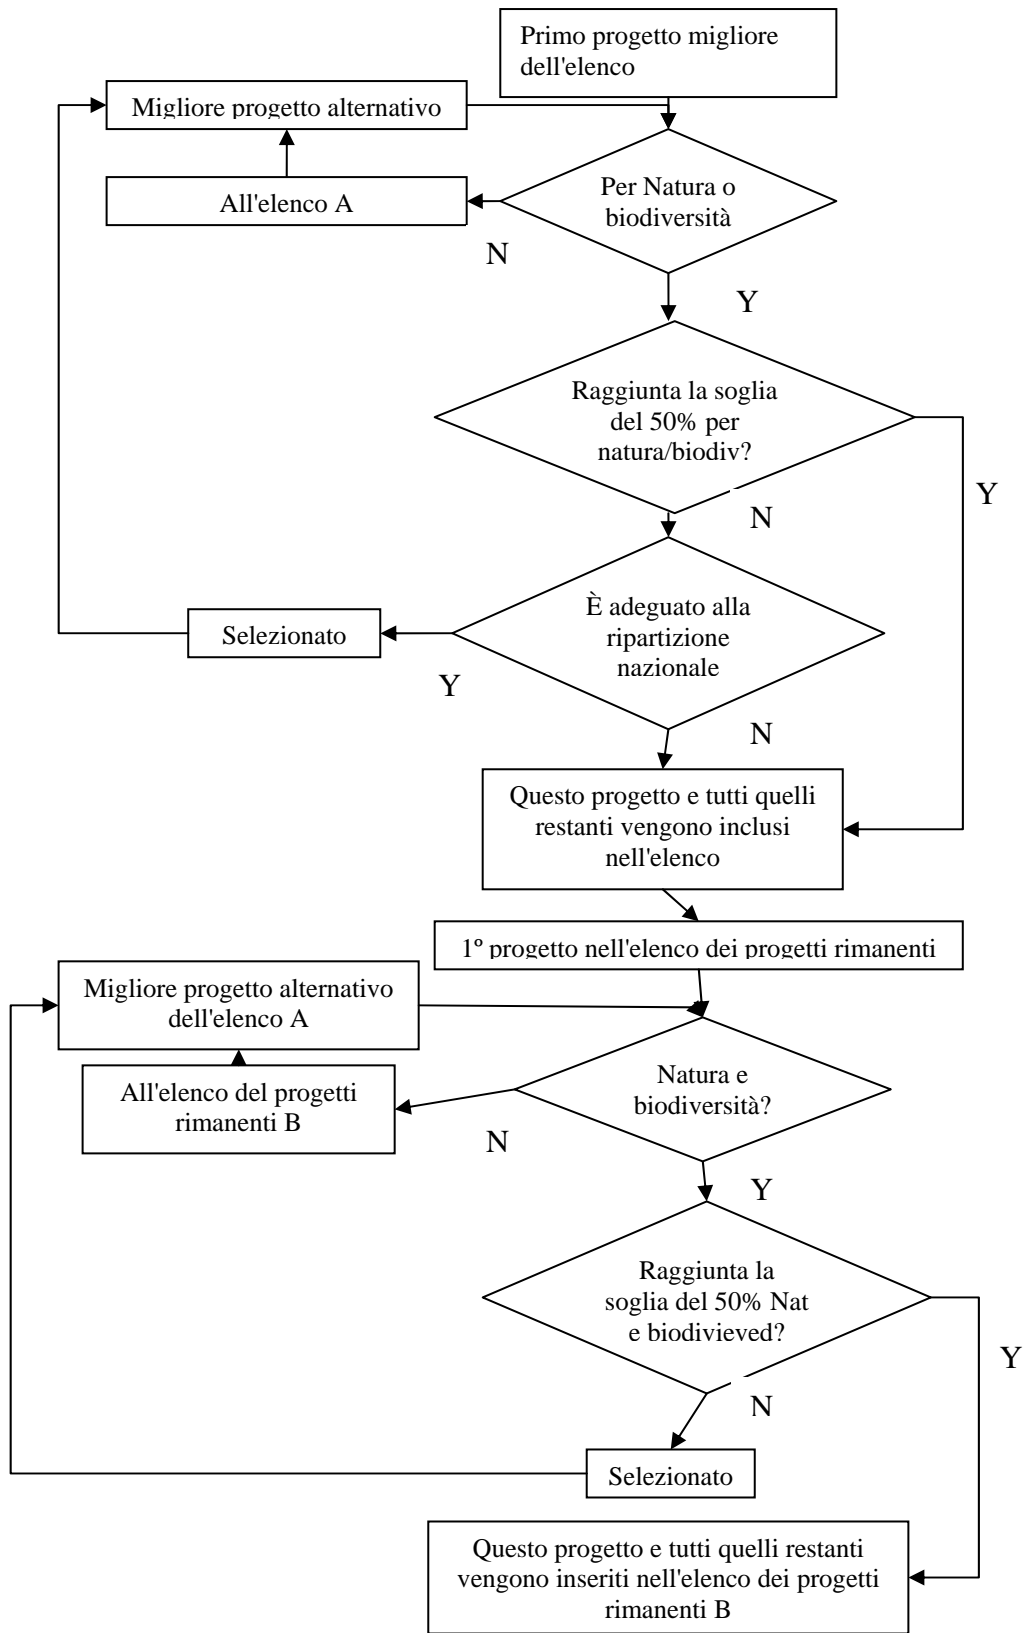 Primo progetto migliore
dell'elenco
Migliore progetto alternativo
Per Natura o
biodiversità
All'elenco A
N
Y
Raggiunta la soglia
del 50% per
natura/biodiv?
Y
N
È adeguato alla
ripartizione
nazionale
Selezionato
Y
N
Questo progetto e tutti quelli
restanti vengono inclusi
nell'elenco
1º progetto nell'elenco dei progetti rimanenti
Migliore progetto alternativo
dell'elenco A
Natura e
biodiversità?
All'elenco del progetti
rimanenti B
N
Y
Raggiunta la
soglia del 50% Nat
e biodivieved?
Y
N
Selezionato
Questo progetto e tutti quelli restanti
vengono inseriti nell'elenco dei progetti
rimanenti B